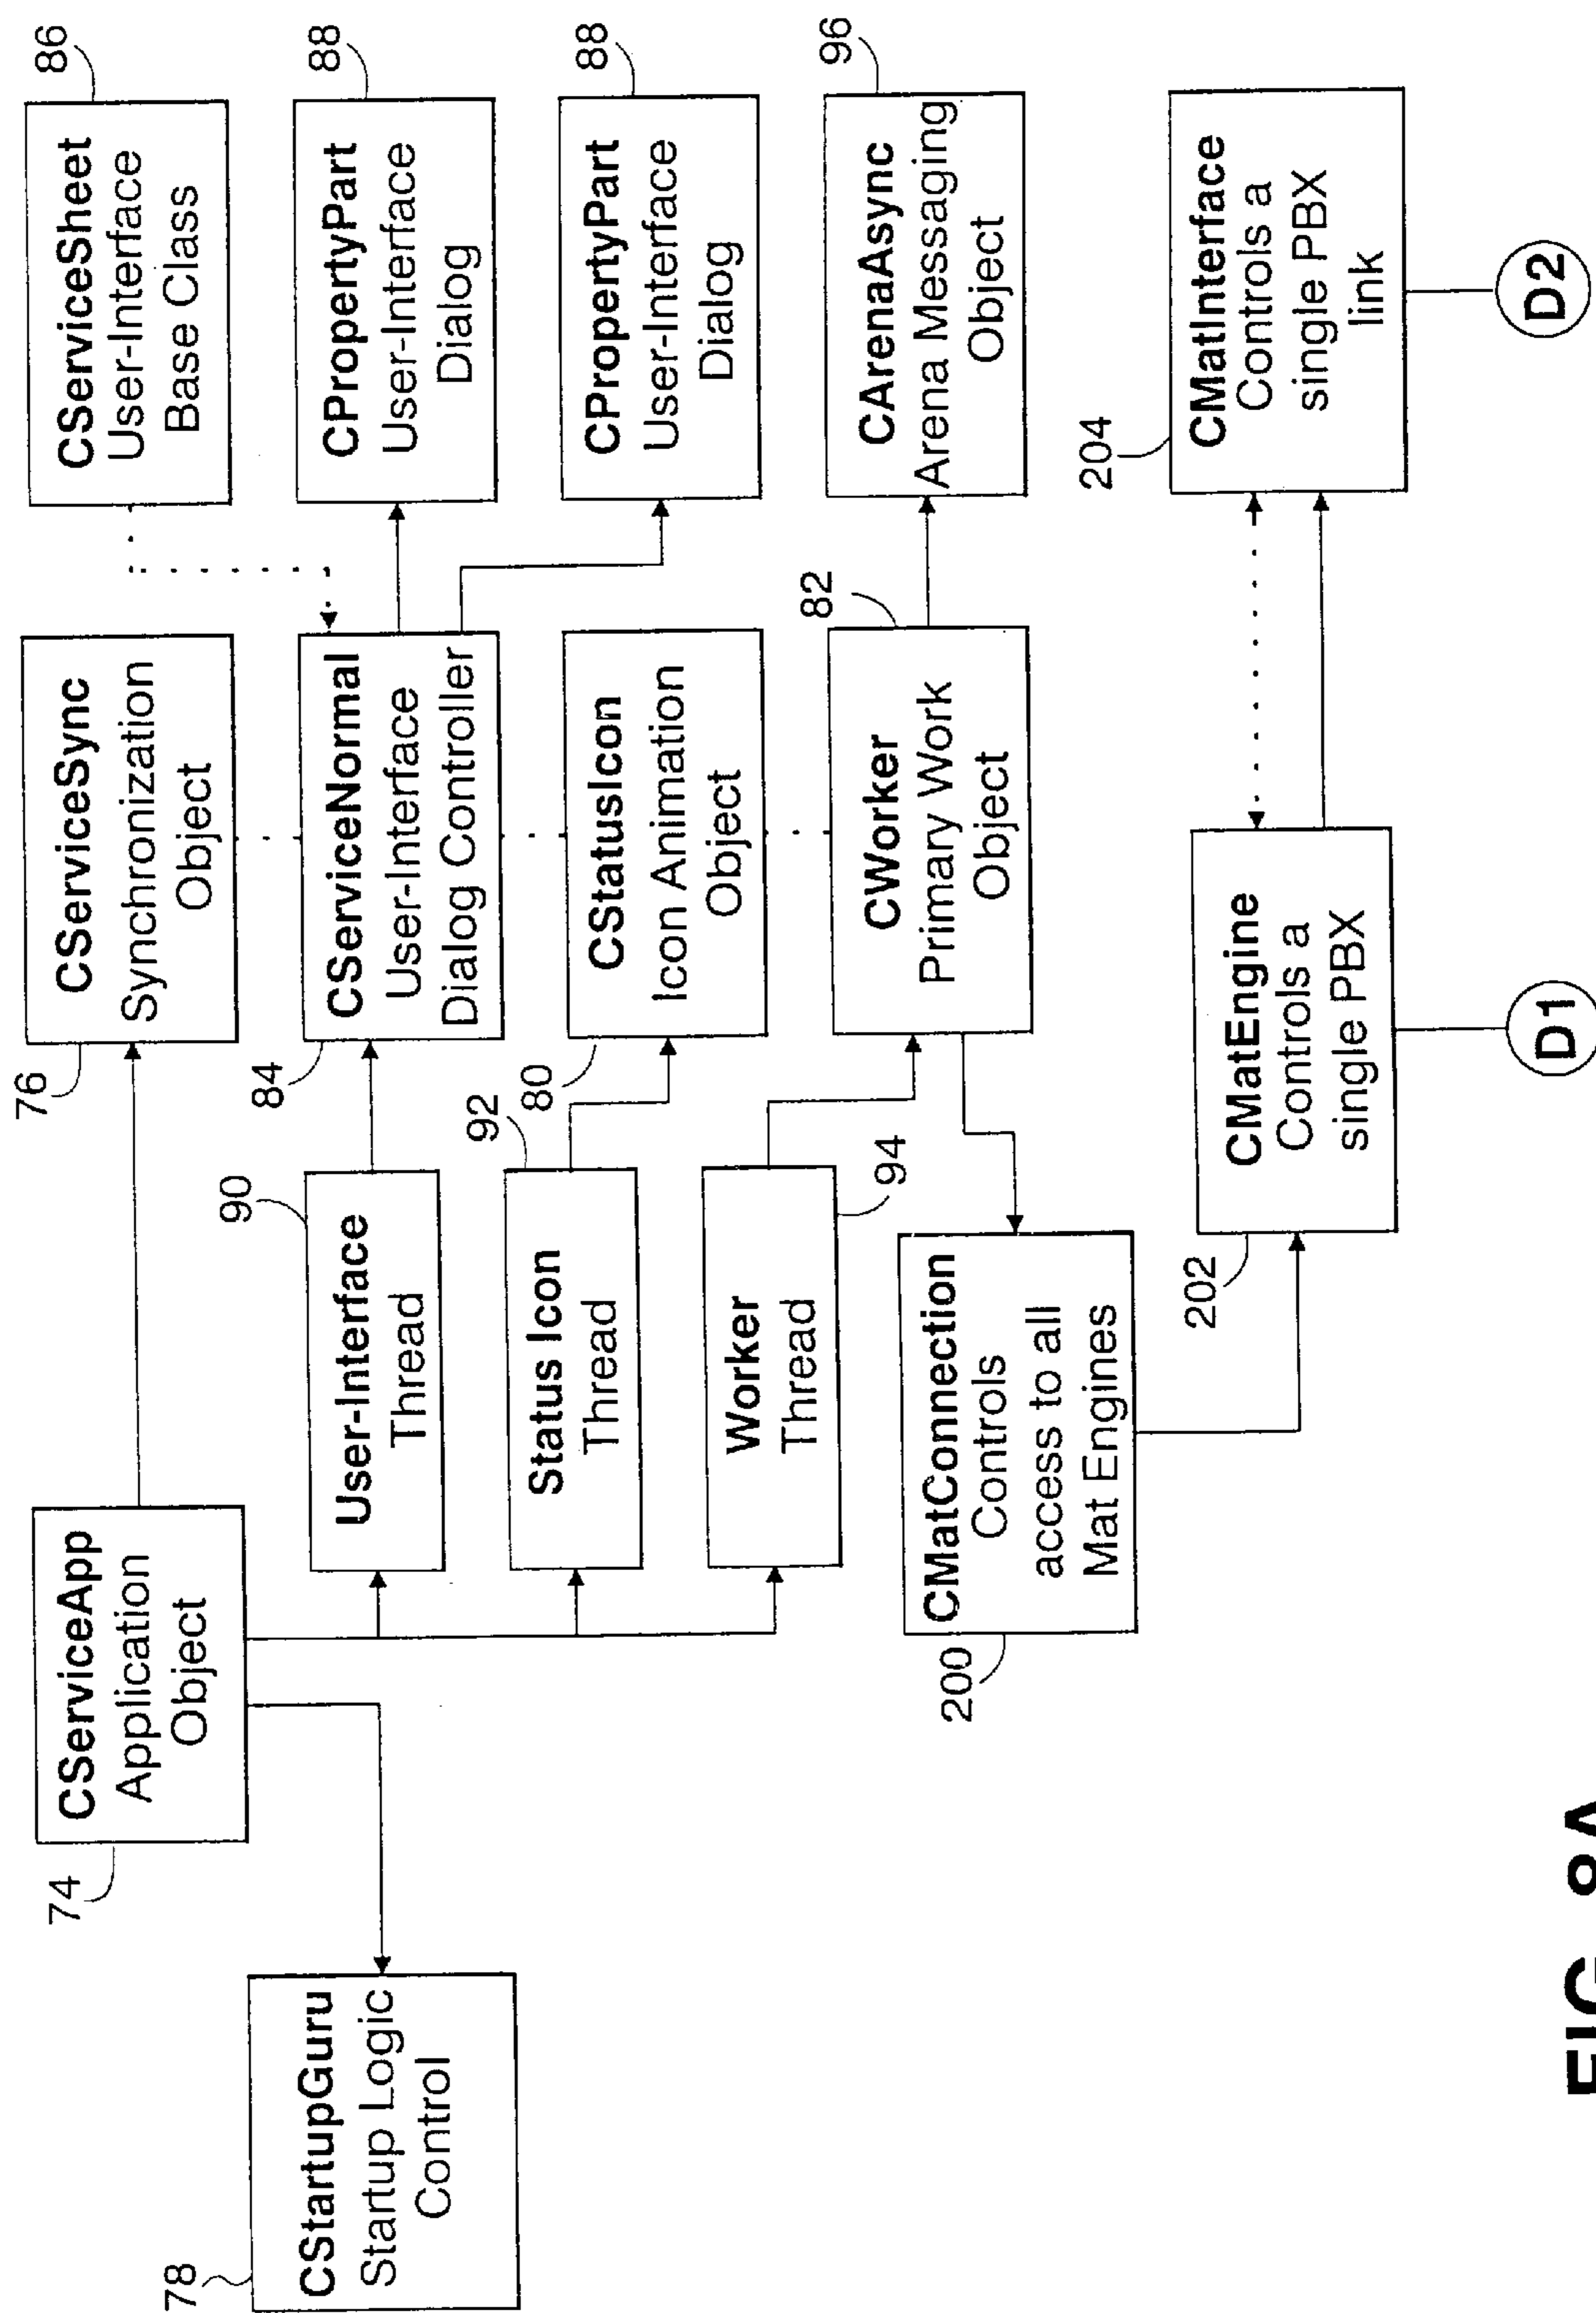 74
CServiceApp
Application
Object
76
CServiceSync
Synchronization
Object
86
CServiceSheet
User-Interface
Base Class
78
CStartupGuru
Startup Logic
Control
90
User-Interface
Thread
84
CServiceNormal
User-Interface
Dialog Controller
88
CPropertyPart
User-Interface
Dialog
92
Status Icon
Thread
80
CStatusIcon
Icon Animation
Object
88
CPropertyPart
User-Interface
Dialog
94
Worker
Thread
82
CWorker
Primary Work
Object
96
CArenaAsync
Arena Messaging
Object
200
CMatConnection
Controls
access to all
Mat Engines
202
CMatEngine
Controls a
single PBX
204
CMatInterface
Controls a
single PBX
link
D1
D2
FIG. 8A